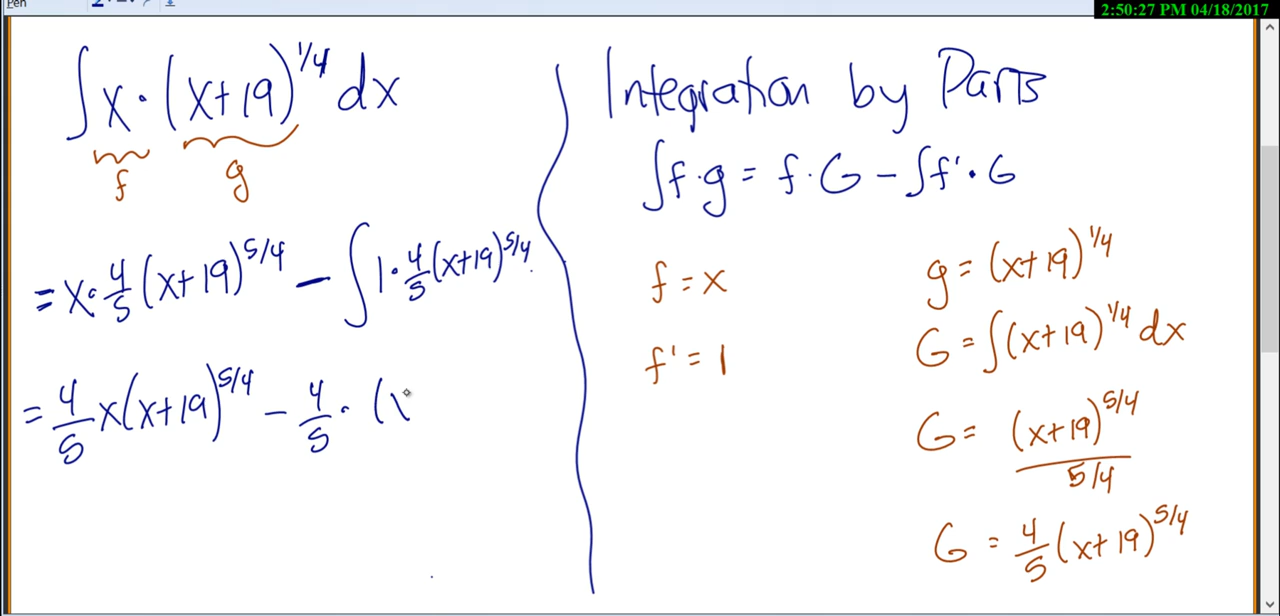 Pen
2:50:27 PM 04/18/2017
∫x·(x+19)^1/4 dx
f g
= x·4/5(x+19)^5/4 − ∫1·4/5(x+19)^5/4
= 4/5 x(x+19)^5/4 − 4/5 · (
Integration by Parts
∫f·g = f·G − ∫f'·G
f = x
f' = 1
g = (x+19)^1/4
G = ∫(x+19)^1/4 dx
G = (x+19)^5/4 / 5/4
G = 4/5(x+19)^5/4